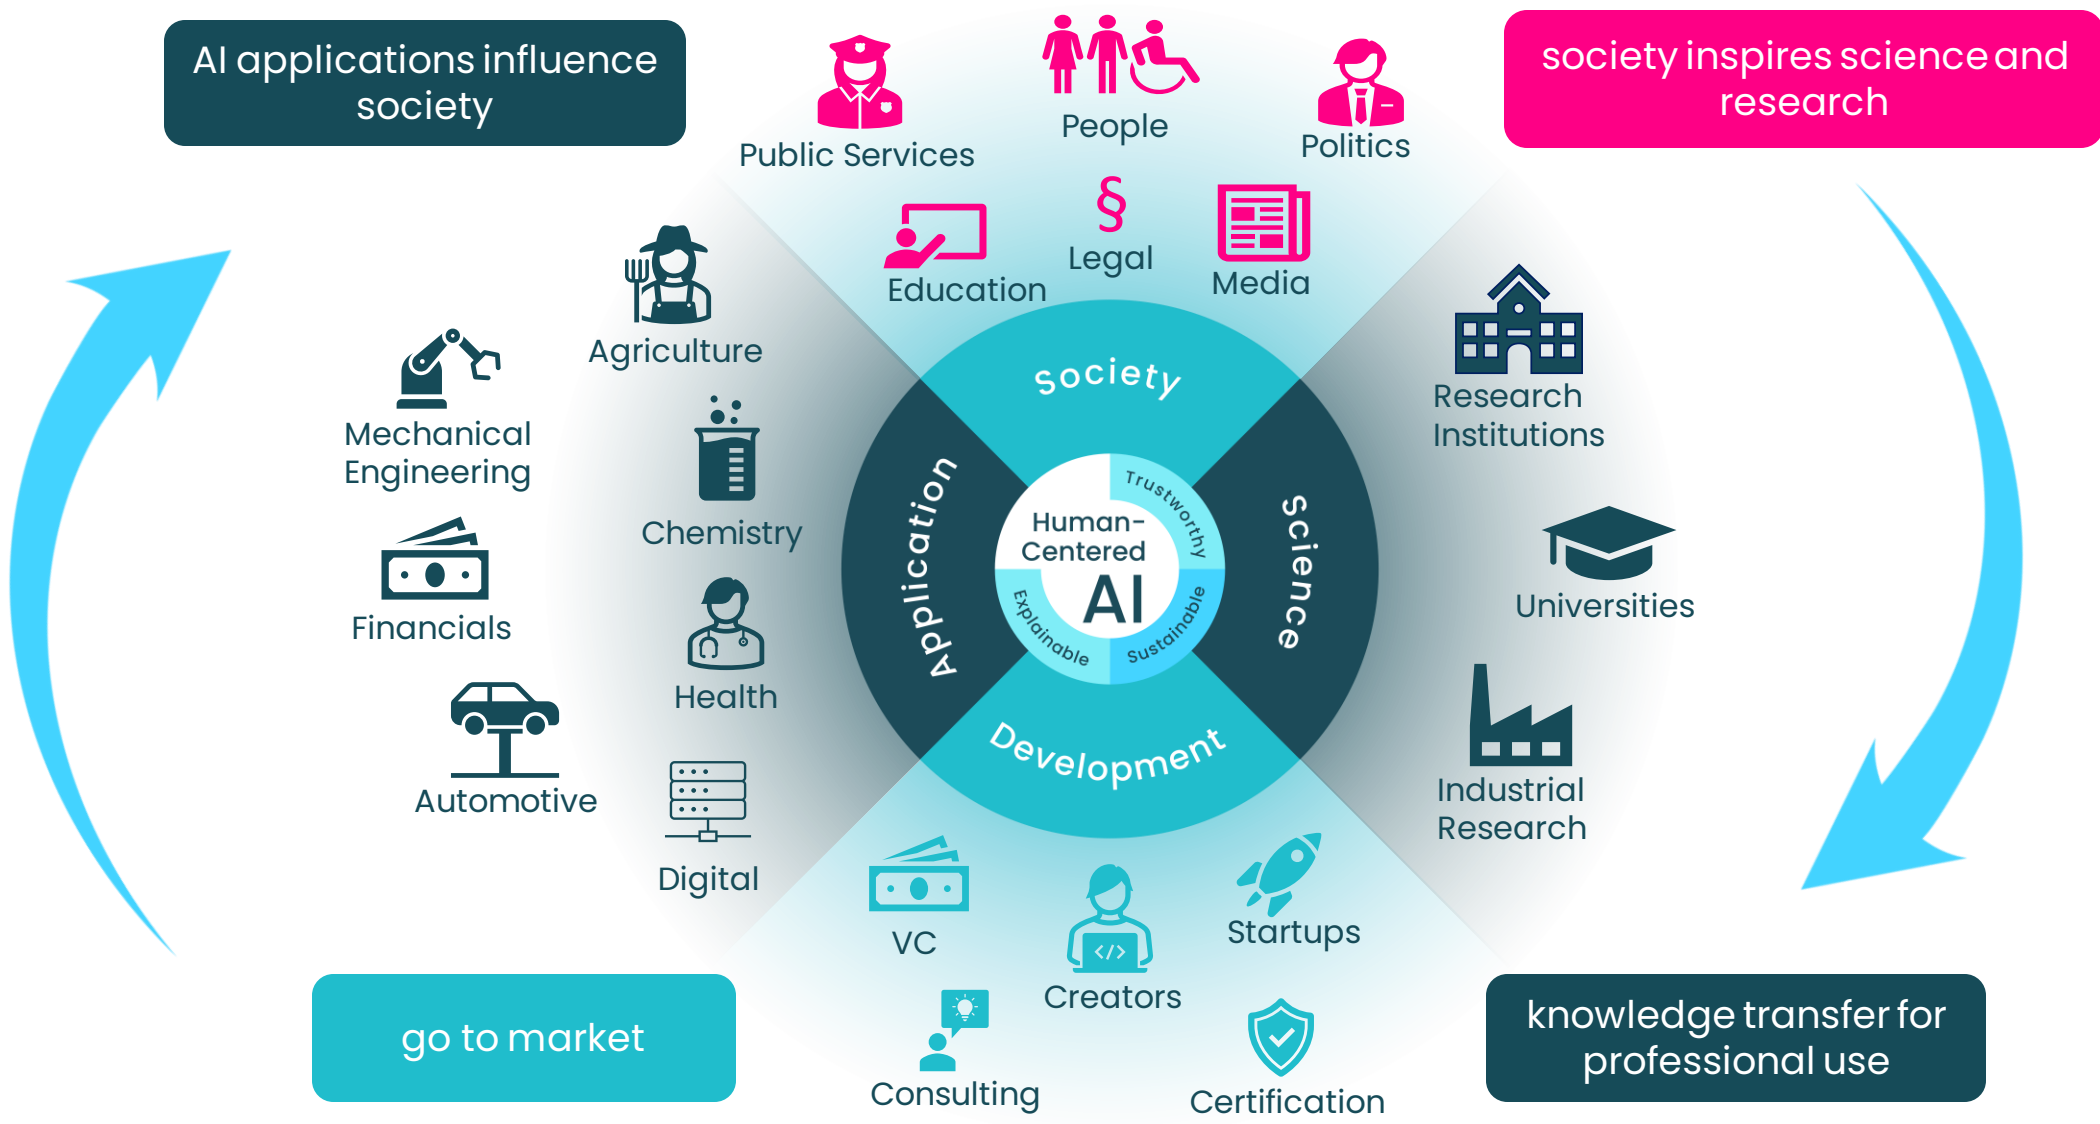 AI applications influence
society
society inspires science and
research
Public Services
People
Politics
Education
§
Legal
Media
Agriculture
Mechanical
Engineering
Chemistry
Financials
Health
Automotive
Digital
Research
Institutions
Universities
Industrial
Research
Society
Application
Science
Development
Human-
Centered
AI
Trustworthy
Explainable
Sustainable
VC
</>
Creators
Startups
Consulting
Certification
go to market
knowledge transfer for
professional use